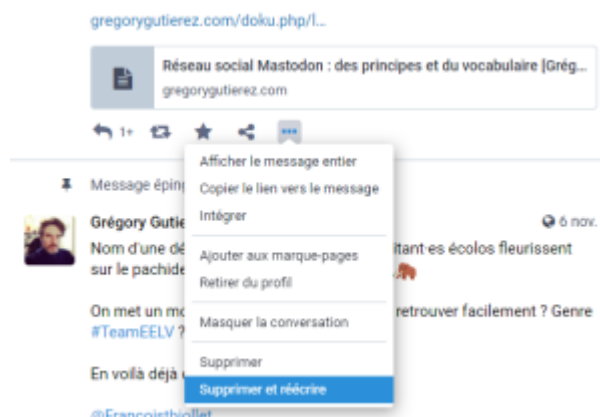 gregorygutierez.com/doku.php/l...
Réseau social Mastodon : des principes et du vocabulaire [Grég...
gregorygutierez.com
1+
Afficher le message entier
Copier le lien vers le message
Message éping
Intégrer
Grégory Gutie
6 nov.
Nom d'une dé
itant·es écolos fleurissent
Ajouter aux marque-pages
sur le pachide
Retirer du profil
On met un mo
retrouver facilement ? Genre
Masquer la conversation
#TeamEELV ?
Supprimer
En voilà déjà
Supprimer et réécrire
@Francoisthiollet